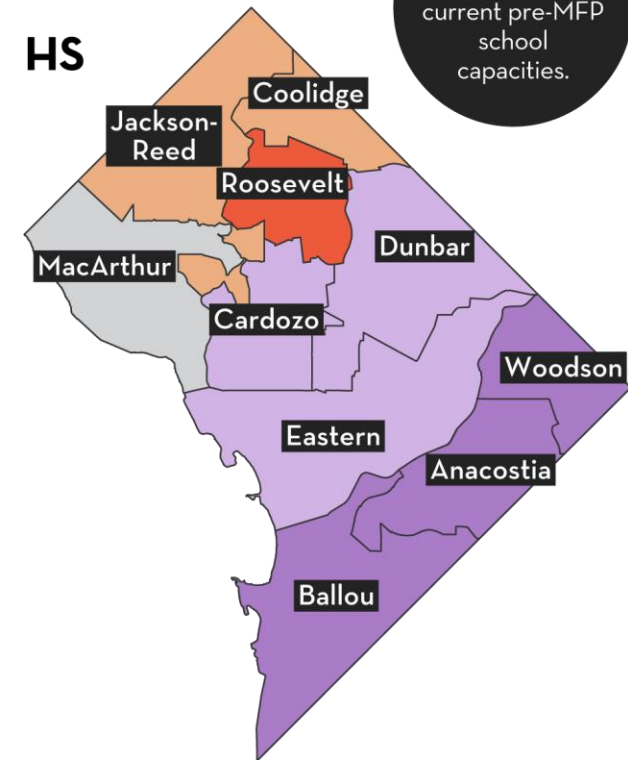 current pre-MFP
school
capacities.
HS
Coolidge
Jackson-
Reed
Roosevelt
Dunbar
MacArthur
Cardozo
Woodson
Eastern
Anacostia
Ballou